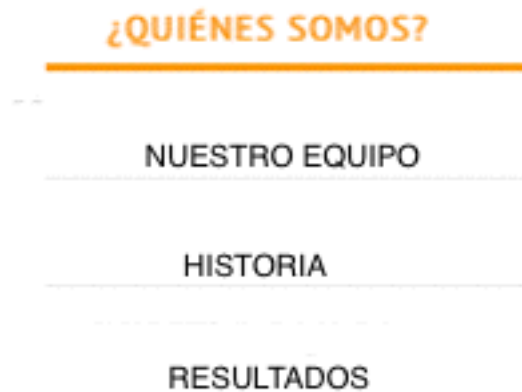 ¿QUIÉNES SOMOS?
NUESTRO EQUIPO
HISTORIA
RESULTADOS